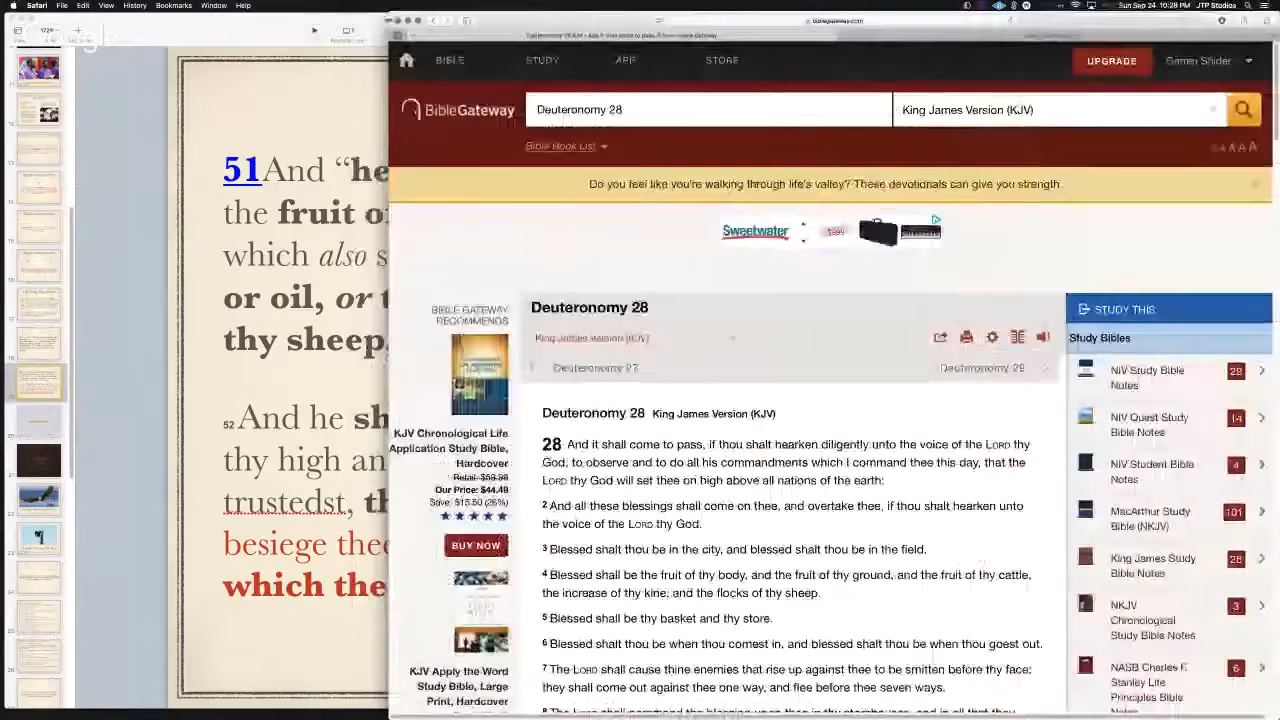 Safari File Edit View History Bookmarks Window Help
Sun Sep 24 10:28 PM JTP Studios
172%
biblegateway.com
51And “he
the fruit o
which also s
or oil, or t
thy sheep,
52 And he sh
thy high an
trustedst, th
besiege thee
which the
BIBLE STUDY APP STORE UPGRADE
BibleGateway Deuteronomy 28 King James Version (KJV)
Bible Book List A A A A
Do you feel like you're walking through life's valley? These devotionals can give you strength.
Sweetwater
BIBLE GATEWAY
RECOMMENDS
KJV Chronological Life
Application Study Bible,
Hardcover
Retail: $59.99
Our Price: $44.49
Save: $15.50 (26%)
BUY NOW
KJV Apply the Word
Study Bible, Large
Print, Hardcover
Deuteronomy 28
King James Version (KJV)
Deuteronomy 27 Deuteronomy 29
Deuteronomy 28 King James Version (KJV)
28 And it shall come to pass, if thou shalt hearken diligently unto the voice of the LORD thy
God, to observe and to do all his commandments which I command thee this day, that the
LORD thy God will set thee on high above all nations of the earth:
2 And all these blessings shall come on thee, and overtake thee, if thou shalt hearken unto
the voice of the LORD thy God.
3 Blessed shalt thou be in the city, and blessed shalt thou be in the field.
4 Blessed shall be the fruit of thy body, and the fruit of thy ground, and the fruit of thy cattle,
the increase of thy kine, and the flocks of thy sheep.
5 Blessed shall be thy basket and thy store.
6 Blessed shalt thou be when thou comest in, and blessed shalt thou be when thou goest out.
7 The LORD shall cause thine enemies that rise up against thee to be smitten before thy face:
they shall come out against thee one way, and flee before thee seven ways.
STUDY THIS
Study Bibles
NIV Study Bible
Notes
29
NIV Quest Study
Bible Notes
14
NIV Student Bible
Notes
4
MacArthur Study
Bible (NKJV)
101
King James Study
Bible Notes
28
NKJV
Chronological
Study Bible Notes
3
NASB Charles F.
Stanley Life
Principles Bible
6